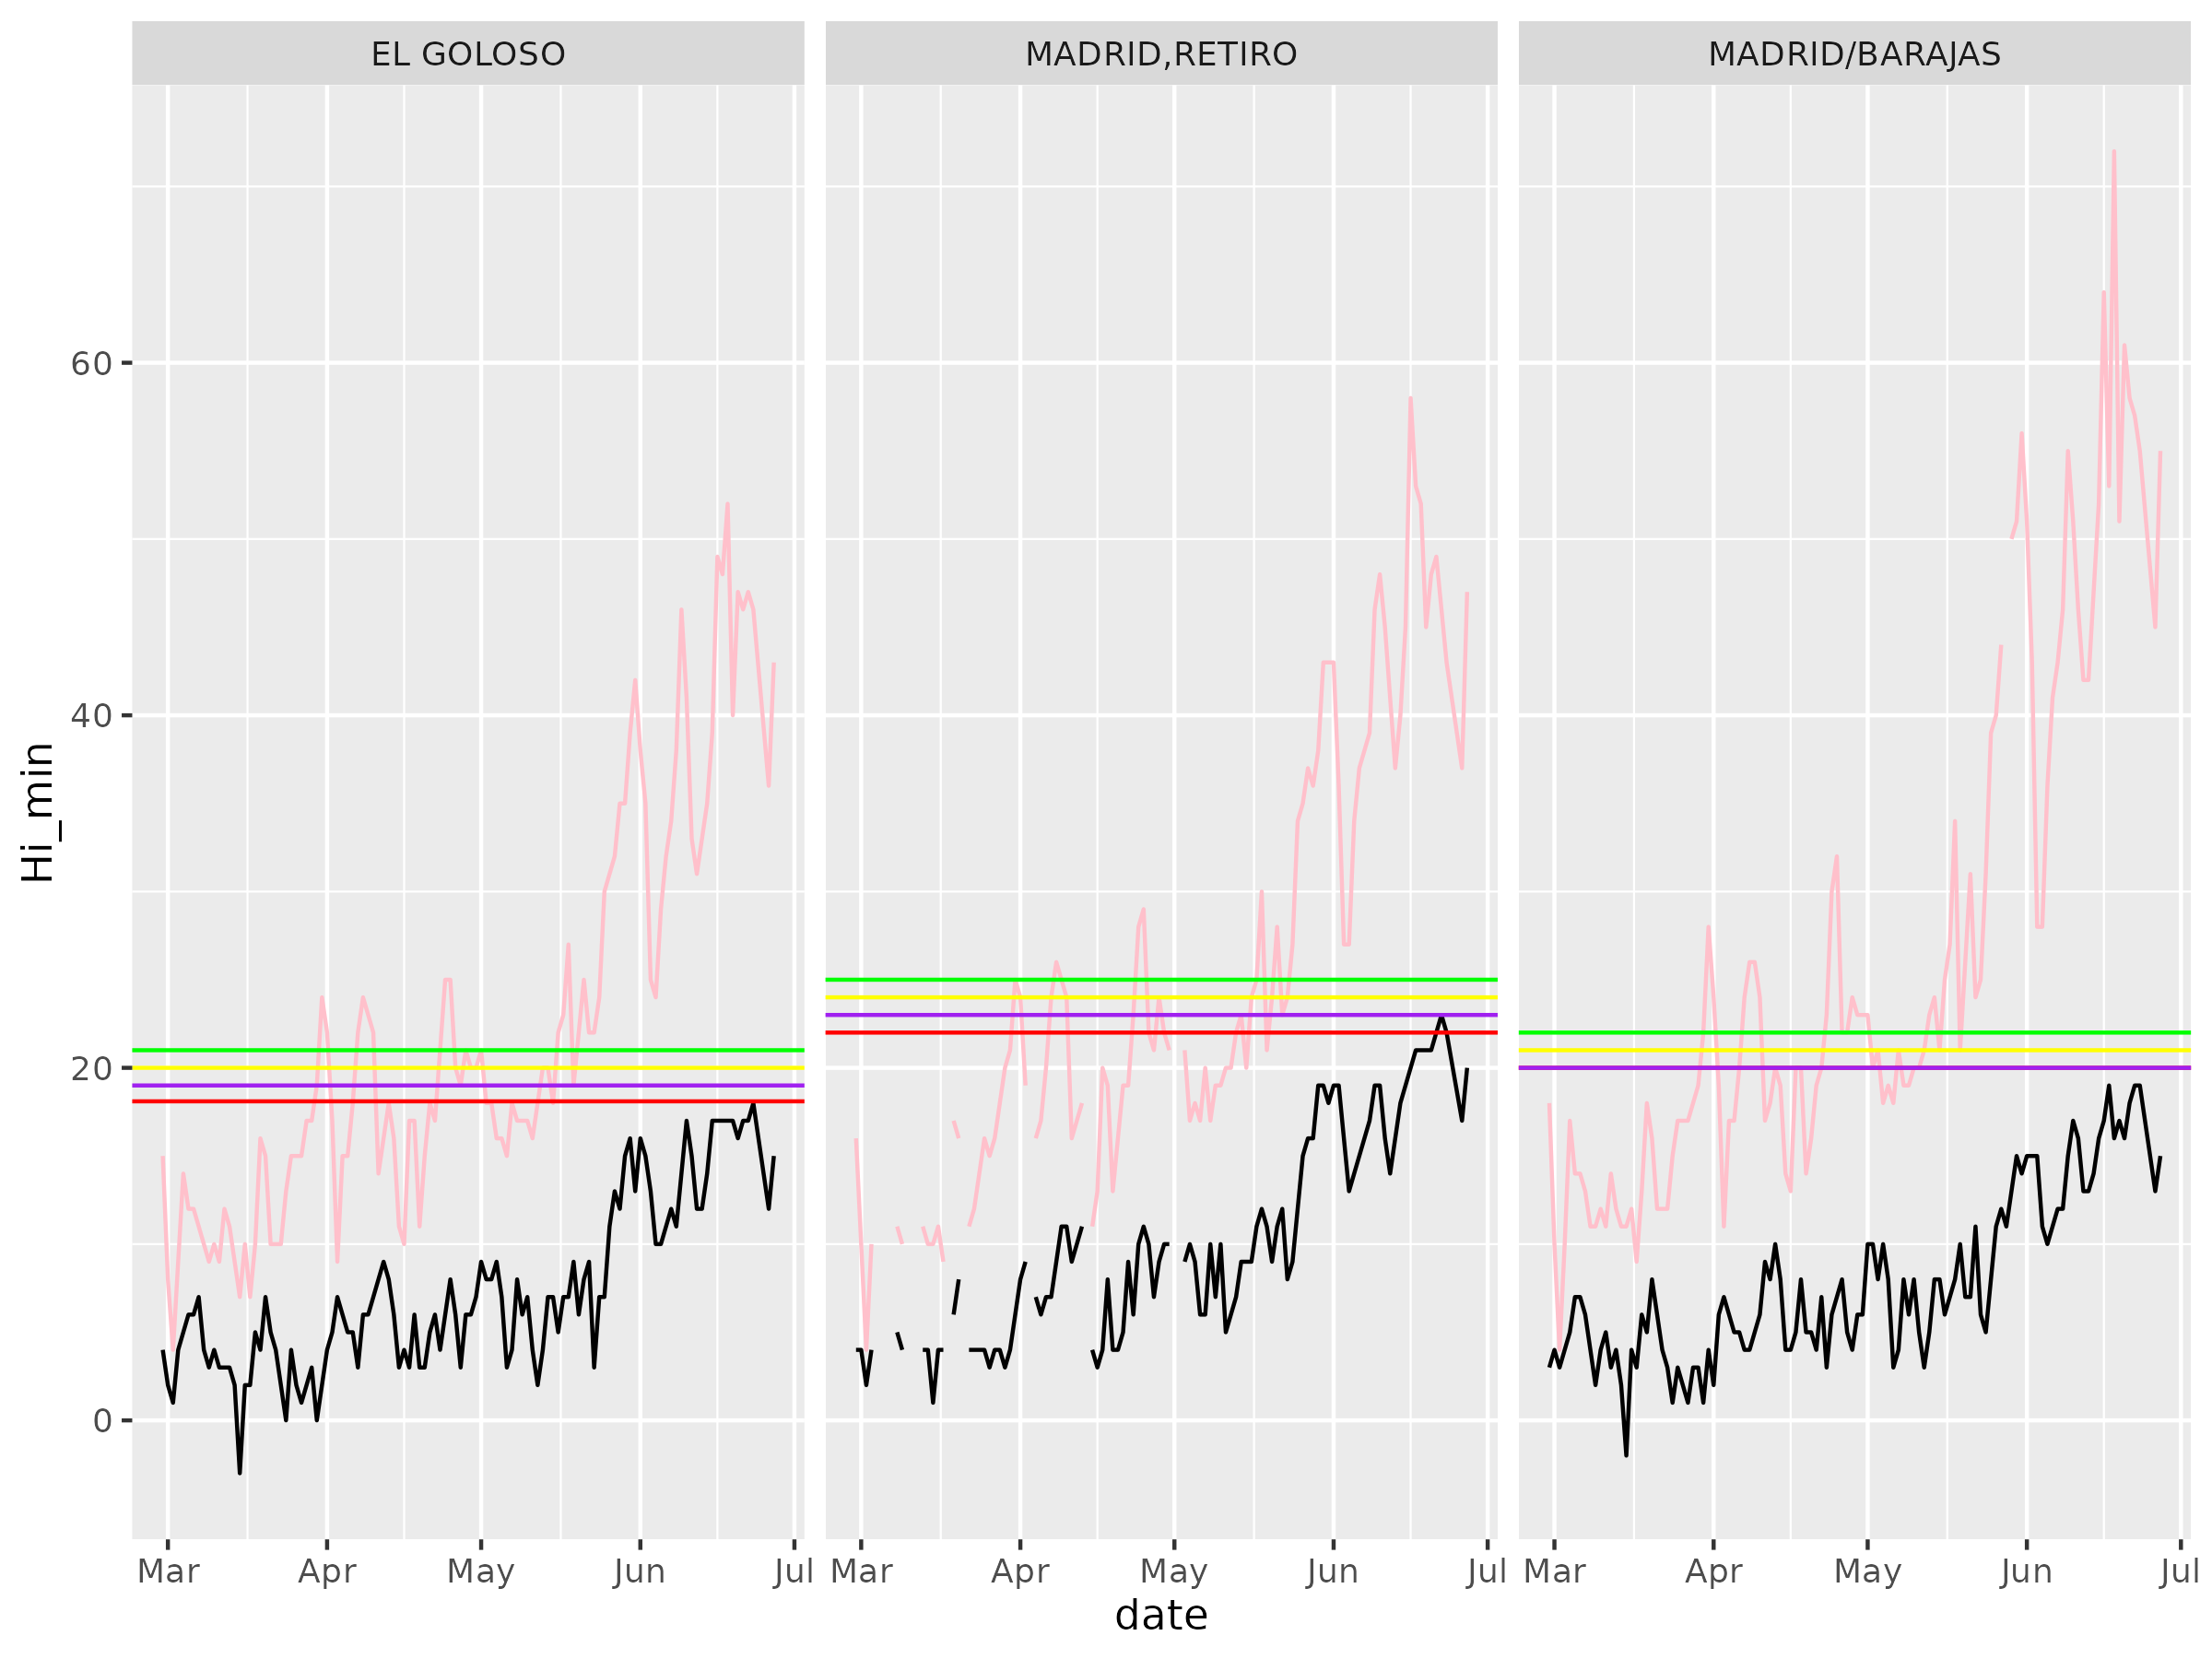 EL GOLOSO MADRID,RETIRO MADRID/BARAJAS
Hi_min
60
40
20
0
Mar Apr May Jun Jul Mar Apr May Jun Jul Mar Apr May Jun Jul
date